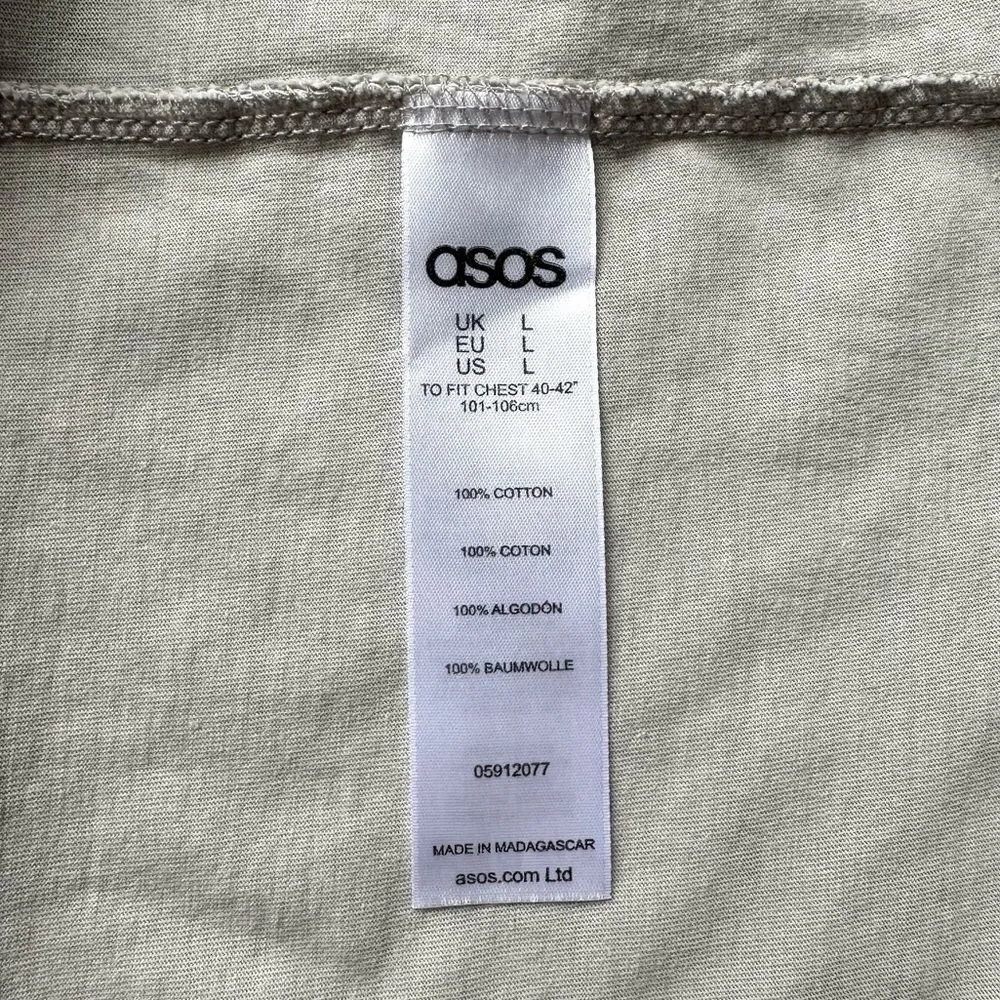 asos
UK L
EU L
US L
TO FIT CHEST 40-42"
101-106cm
100% COTTON
100% COTON
100% ALGODÓN
100% BAUMWOLLE
05912077
MADE IN MADAGASCAR
asos.com Ltd